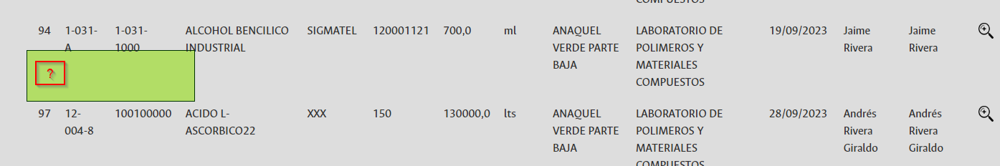 COMPUESTOS
94 1-031- 1-031- ALCOHOL BENCILICO SIGMATEL 120001121 700,0 ml ANAQUEL LABORATORIO DE 19/09/2023 Jaime Jaime
A 1000 INDUSTRIAL VERDE PARTE POLIMEROS Y Rivera Rivera
BAJA MATERIALES
?
COMPUESTOS
97 12- 100100000 ACIDO L- XXX 150 130000,0 lts ANAQUEL LABORATORIO DE 28/09/2023 Andrés Andrés
004-8 ASCORBICO22 VERDE PARTE POLIMEROS Y Rivera Rivera
BAJA MATERIALES Giraldo Giraldo
COMPUESTOS